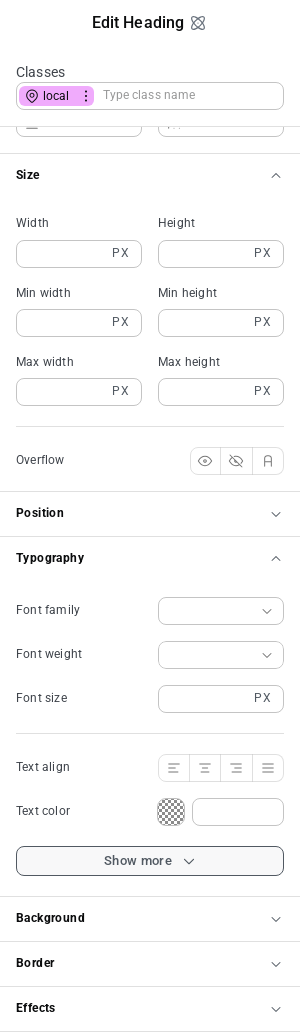 Edit Heading
Classes
local
Type class name
Size
Width
Height
PX
PX
Min width
Min height
PX
PX
Max width
Max height
PX
PX
Overflow
Position
Typography
Font family
Font weight
Font size
PX
Text align
Text color
Show more
Background
Border
Effects